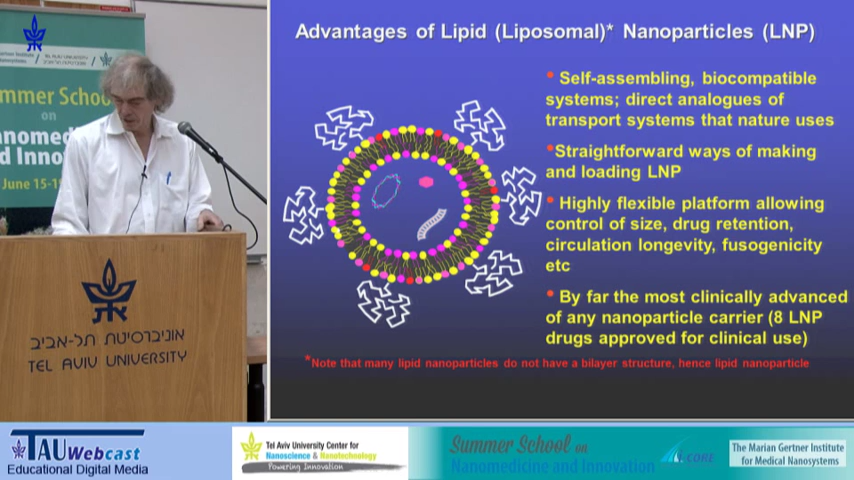 Advantages of Lipid (Liposomal)* Nanoparticles (LNP)
• Self-assembling, biocompatible
systems; direct analogues of
transport systems that nature uses
•Straightforward ways of making
and loading LNP
• Highly flexible platform allowing
control of size, drug retention,
circulation longevity, fusogenicity
etc
• By far the most clinically advanced
of any nanoparticle carrier (8 LNP
drugs approved for clinical use)
*Note that many lipid nanoparticles do not have a bilayer structure, hence lipid nanoparticle
mmer Schoo
on
anomed
d Inno
June 15-1
אוניברסיטת תל-אביב
TEL AVIV UNIVERSITY
TAU Webcast
Educational Digital Media
Tel Aviv University Center for
Nanoscience & Nanotechnology
Powering Innovation
Summer School on
Nanomedicine and Innovation
I-CORE
The Marian Gertner Institute
for Medical Nanosystems